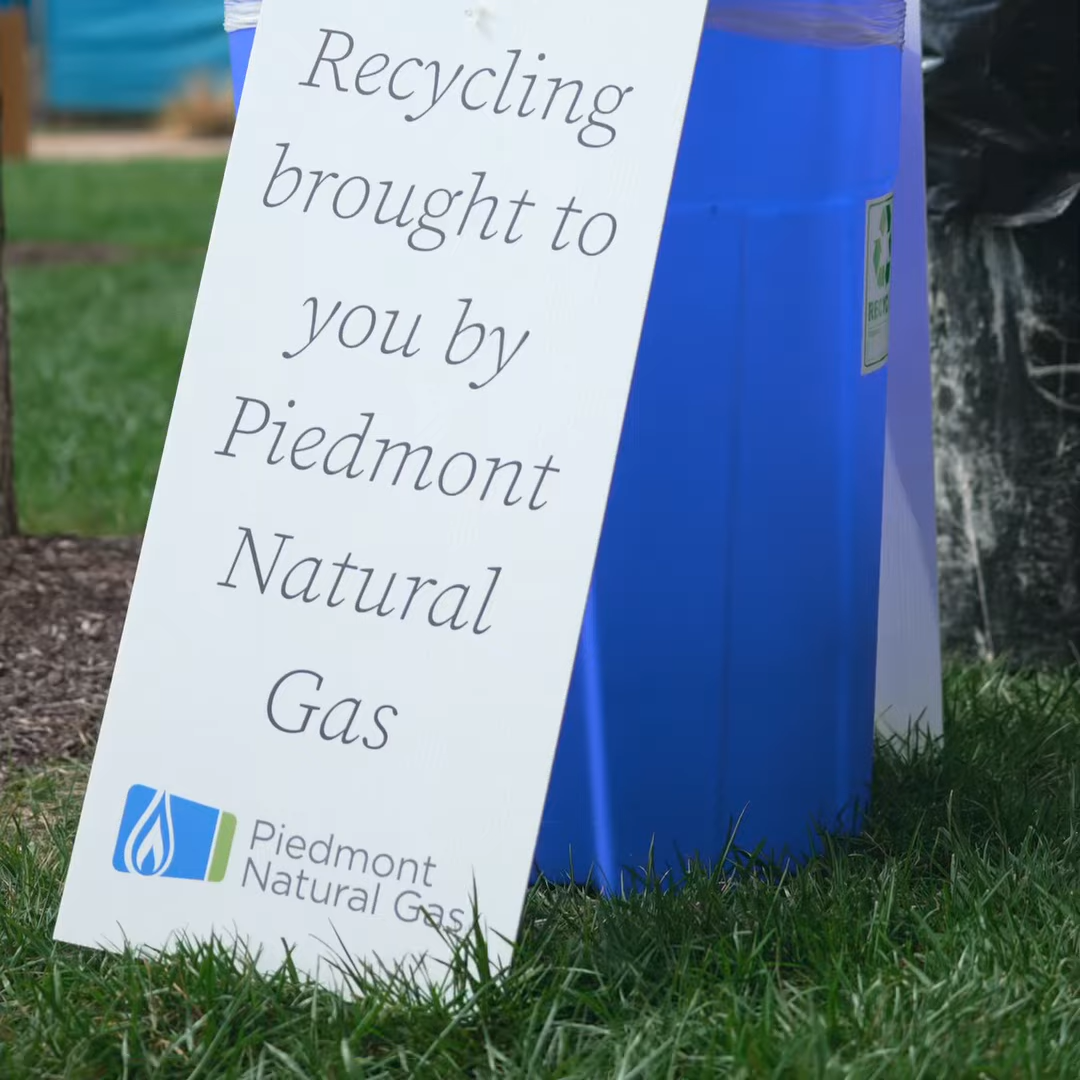 Recycling
brought to
you by
Piedmont
Natural
Gas
Piedmont
Natural Gas